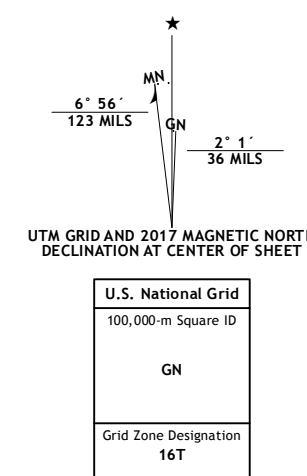 ★
MN
6° 56´
123 MILS
GN
2° 1´
36 MILS
UTM GRID AND 2017 MAGNETIC NORT
DECLINATION AT CENTER OF SHEET
U.S. National Grid
100,000-m Square ID
GN
Grid Zone Designation
16T